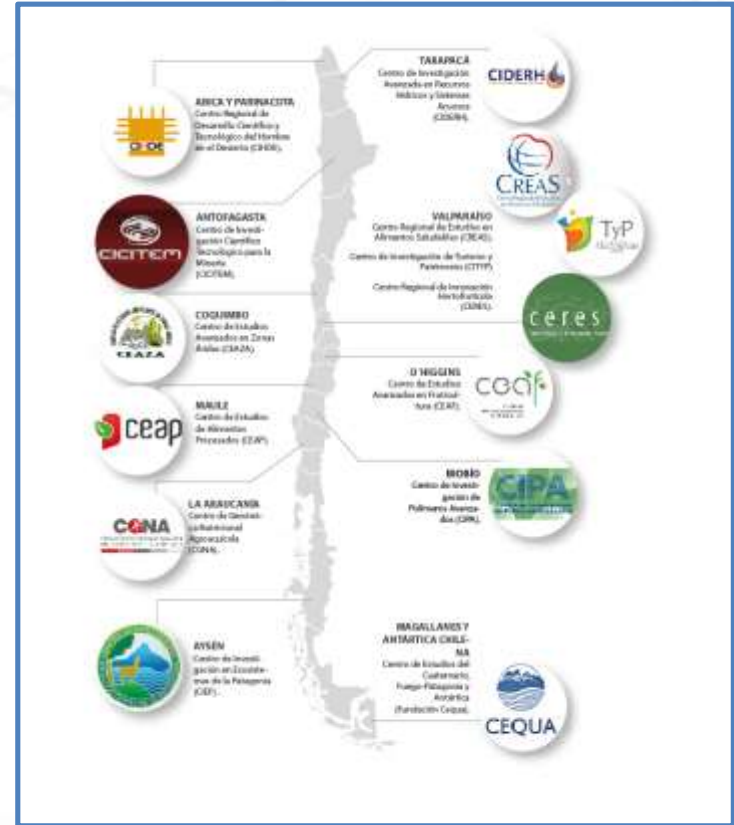 TARAPACÁ
Centro de Investigación
Avanzada en Recursos
Hídricos y Sistemas
Acuosos
(CIDERH).
CIDERH
ARICA Y PARINACOTA
Centro Regional de
Desarrollo Científico y
Tecnológico del Hombre
en el Desierto (CIHDE).
CIHDE
CREAS
ANTOFAGASTA
Centro de Investi-
gación Científico
Tecnológico para la
Minería
(CICITEM).
CICITEM
VALPARAÍSO
Centro Regional de Estudio en
Alimentos Saludables (CREAS).
Centro de Investigación de Turismo y
Patrimonio (CITYP).
Centro Regional de Innovación
Hortofrutícola
(CERES).
TyP
ceres
COQUIMBO
Centro de Estudios
Avanzados en Zonas
Áridas (CEAZA)
CEAZA
O'HIGGINS
Centro de Estudios
Avanzados en Fruticul-
tura (CEAF).
ceaf
MAULE
Centro de Estudios
de Alimentos
Procesados (CEAP).
ceap
BIOBÍO
Centro de Investi-
gación de
Polímeros Avanza-
dos (CIPA).
CIPA
LA ARAUCANÍA
Centro de Genómi-
ca Nutricional
Agroacuícola
(CGNA).
CGNA
AYSÉN
Centro de Investi-
gación en Ecosiste-
mas de la Patagonia
(CIEP).
MAGALLANES Y
ANTÁRTICA CHILE-
NA
Centro de Estudios del
Cuaternario,
Fuego-Patagonia y
Antártica
(Fundación Cequa).
CEQUA